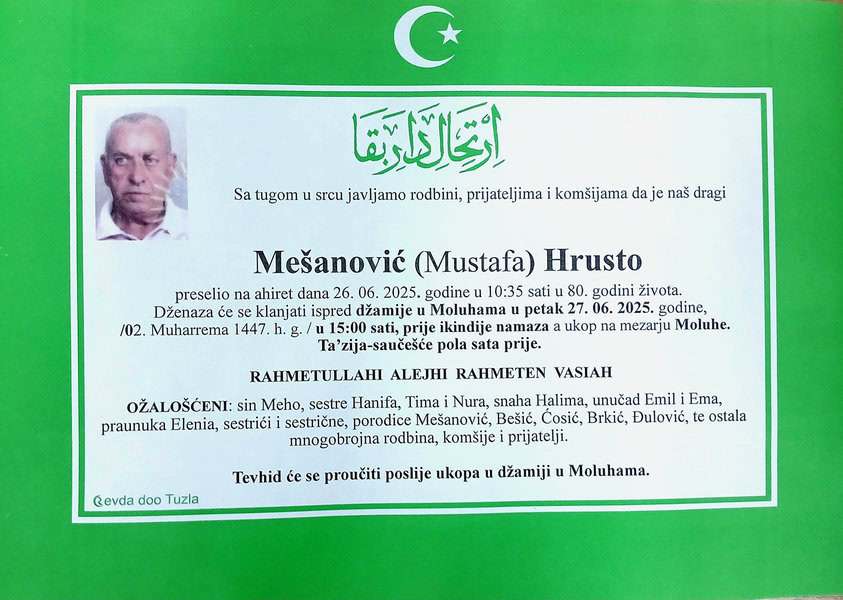 اِرْتِحَالِ دَارِ بَقَا
Sa tugom u srcu javljamo rodbini, prijateljima i komšijama da je naš dragi
Mešanović (Mustafa) Hrusto
preselio na ahiret dana 26. 06. 2025. godine u 10:35 sati u 80. godini života.
Dženaza će se klanjati ispred džamije u Moluhama u petak 27. 06. 2025. godine,
/02. Muharrema 1447. h. g. / u 15:00 sati, prije ikindije namaza a ukop na mezarju Moluhe.
Ta'zija-saučešće pola sata prije.
RAHMETULLAHI ALEJHI RAHMETEN VASIAH
OŽALOŠĆENI: sin Meho, sestre Hanifa, Tima i Nura, snaha Halima, unučad Emil i Ema,
praunuka Elenia, sestrići i sestrične, porodice Mešanović, Bešić, Ćosić, Brkić, Đulović, te ostala
mnogobrojna rodbina, komšije i prijatelji.
Tevhid će se proučiti poslije ukopa u džamiji u Moluhama.
evda doo Tuzla